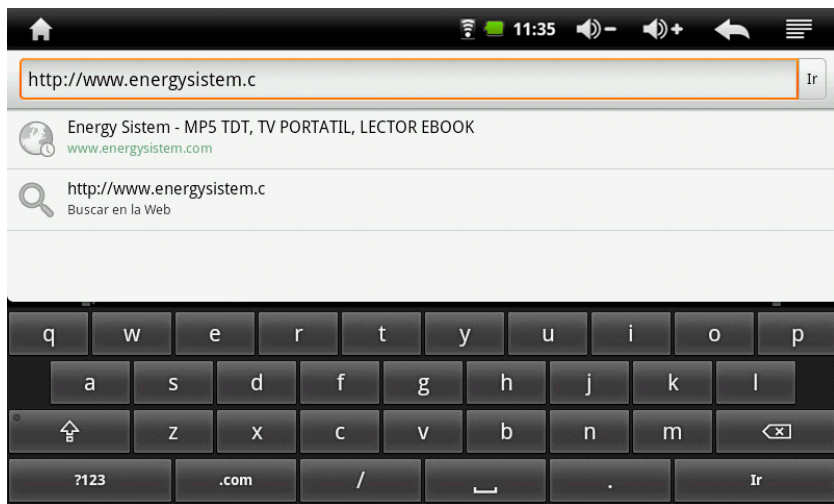 11:35
http://www.energysistem.c Ir
Energy Sistem - MP5 TDT, TV PORTATIL, LECTOR EBOOK
www.energysistem.com
http://www.energysistem.c
Buscar en la Web
q w e r t y u i o p
a s d f g h j k l
z x c v b n m
?123 .com / . Ir